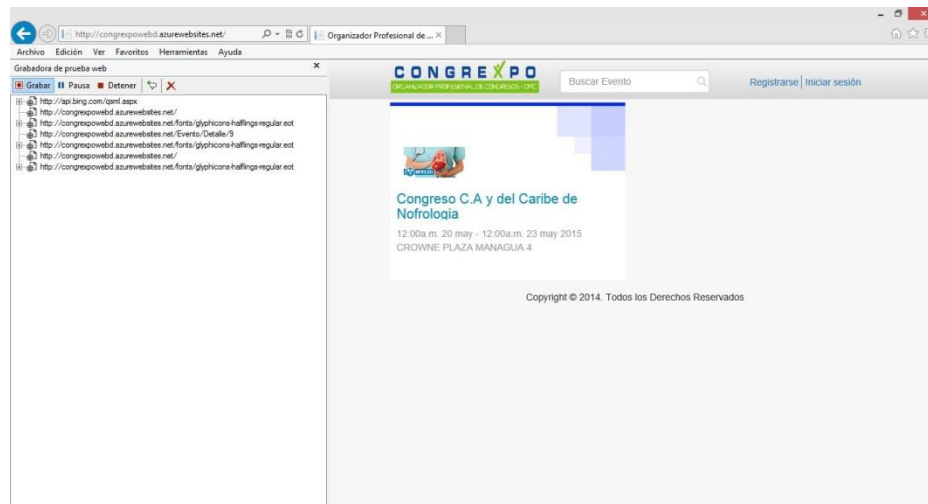 http://congrexpowebd.azurewebsites.net/
Organizador Profesional de ...
Archivo Edición Ver Favoritos Herramientas Ayuda
Grabadora de prueba web
Grabar Pausa Detener
http://api.bing.com/qsml.aspx
http://congrexpowebd.azurewebsites.net/
http://congrexpowebd.azurewebsites.net/fonts/glyphicons-halflings-regular.eot
http://congrexpowebd.azurewebsites.net/Evento/Detalle/9
http://congrexpowebd.azurewebsites.net/fonts/glyphicons-halflings-regular.eot
http://congrexpowebd.azurewebsites.net/
http://congrexpowebd.azurewebsites.net/fonts/glyphicons-halflings-regular.eot
CONGREXPO
ORGANIZADOR PROFESIONAL DE CONGRESOS - OPC
Buscar Evento
Registrarse | Iniciar sesión
Congreso C.A y del Caribe de
Nofrologia
12:00a.m. 20 may - 12:00a.m. 23 may 2015
CROWNE PLAZA MANAGUA 4
Copyright © 2014. Todos los Derechos Reservados